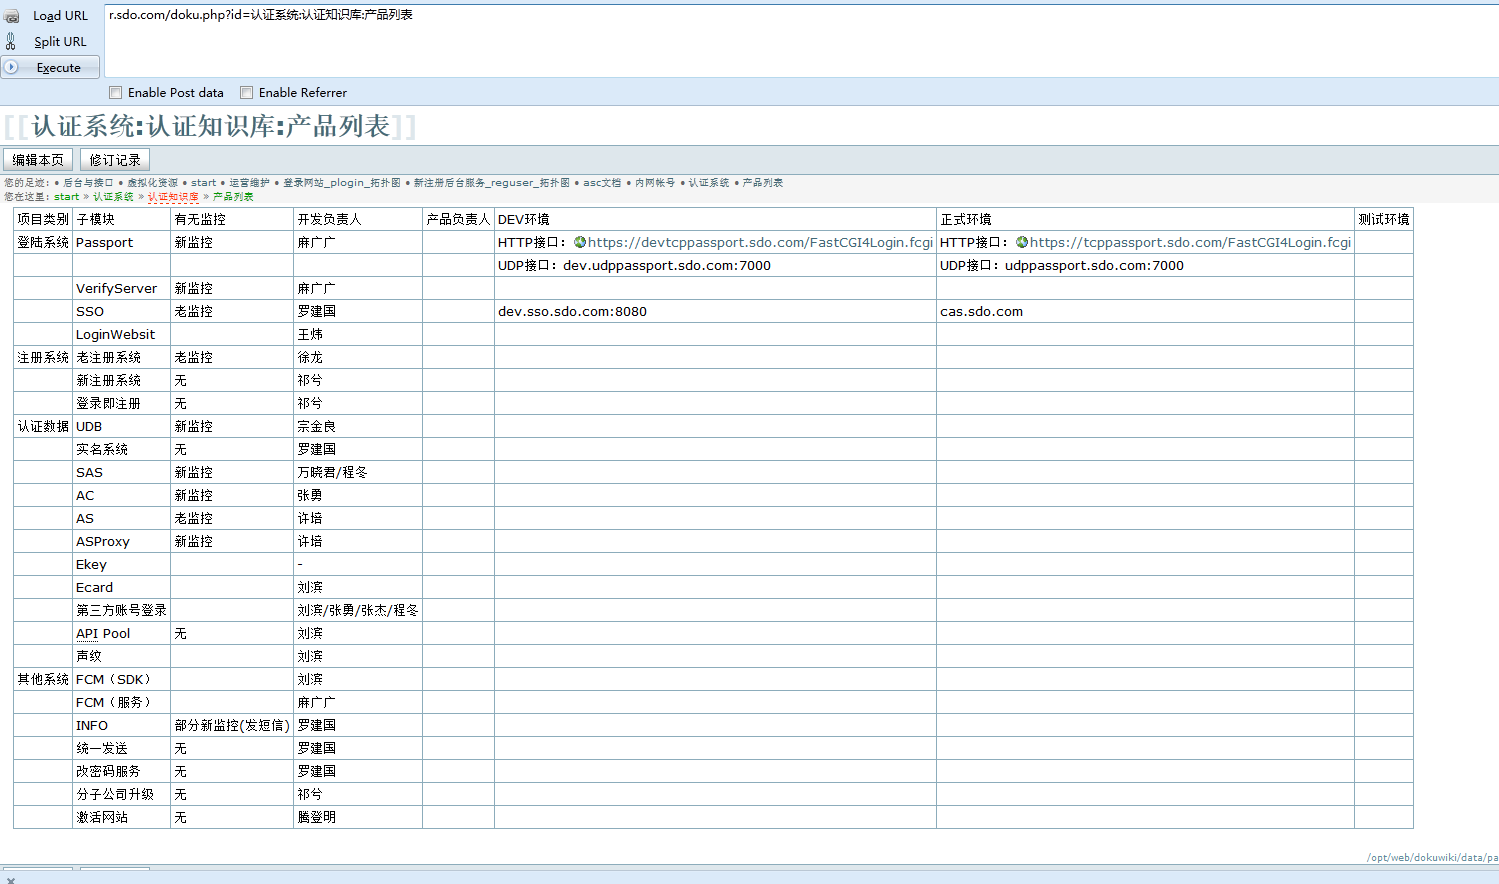 Load URL
r.sdo.com/doku.php?id=认证系统:认证知识库:产品列表
Split URL
Execute
Enable Post data Enable Referrer
[[认证系统:认证知识库:产品列表]]
编辑本页 修订记录
您的足迹: • 后台与接口 • 虚拟化资源 • start • 运营维护 • 登录网站_plogin_拓扑图 • 新注册后台服务_reguser_拓扑图 • asc文档 • 内网帐号 • 认证系统 • 产品列表
您在这里: start » 认证系统 » 认证知识库 » 产品列表
项目类别 子模块 有无监控 开发负责人 产品负责人 DEV环境 正式环境 测试环境
登陆系统 Passport 新监控 麻广广 HTTP接口: https://devtcppassport.sdo.com/FastCGI4Login.fcgi HTTP接口: https://tcppassport.sdo.com/FastCGI4Login.fcgi
UDP接口: dev.udppassport.sdo.com:7000 UDP接口: udppassport.sdo.com:7000
VerifyServer 新监控 麻广广
SSO 老监控 罗建国 dev.sso.sdo.com:8080 cas.sdo.com
LoginWebsit 王炜
注册系统 老注册系统 老监控 徐龙
新注册系统 无 祁兮
登录即注册 无 祁兮
认证数据 UDB 新监控 宗金良
实名系统 无 罗建国
SAS 新监控 万晓君/程冬
AC 新监控 张勇
AS 老监控 许培
ASProxy 新监控 许培
Ekey -
Ecard 刘滨
第三方账号登录 刘滨/张勇/张杰/程冬
API Pool 无 刘滨
声纹 刘滨
其他系统 FCM（SDK） 刘滨
FCM（服务） 麻广广
INFO 部分新监控(发短信) 罗建国
统一发送 无 罗建国
改密码服务 无 罗建国
分子公司升级 无 祁兮
激活网站 无 腾登明
/opt/web/dokuwiki/data/pa